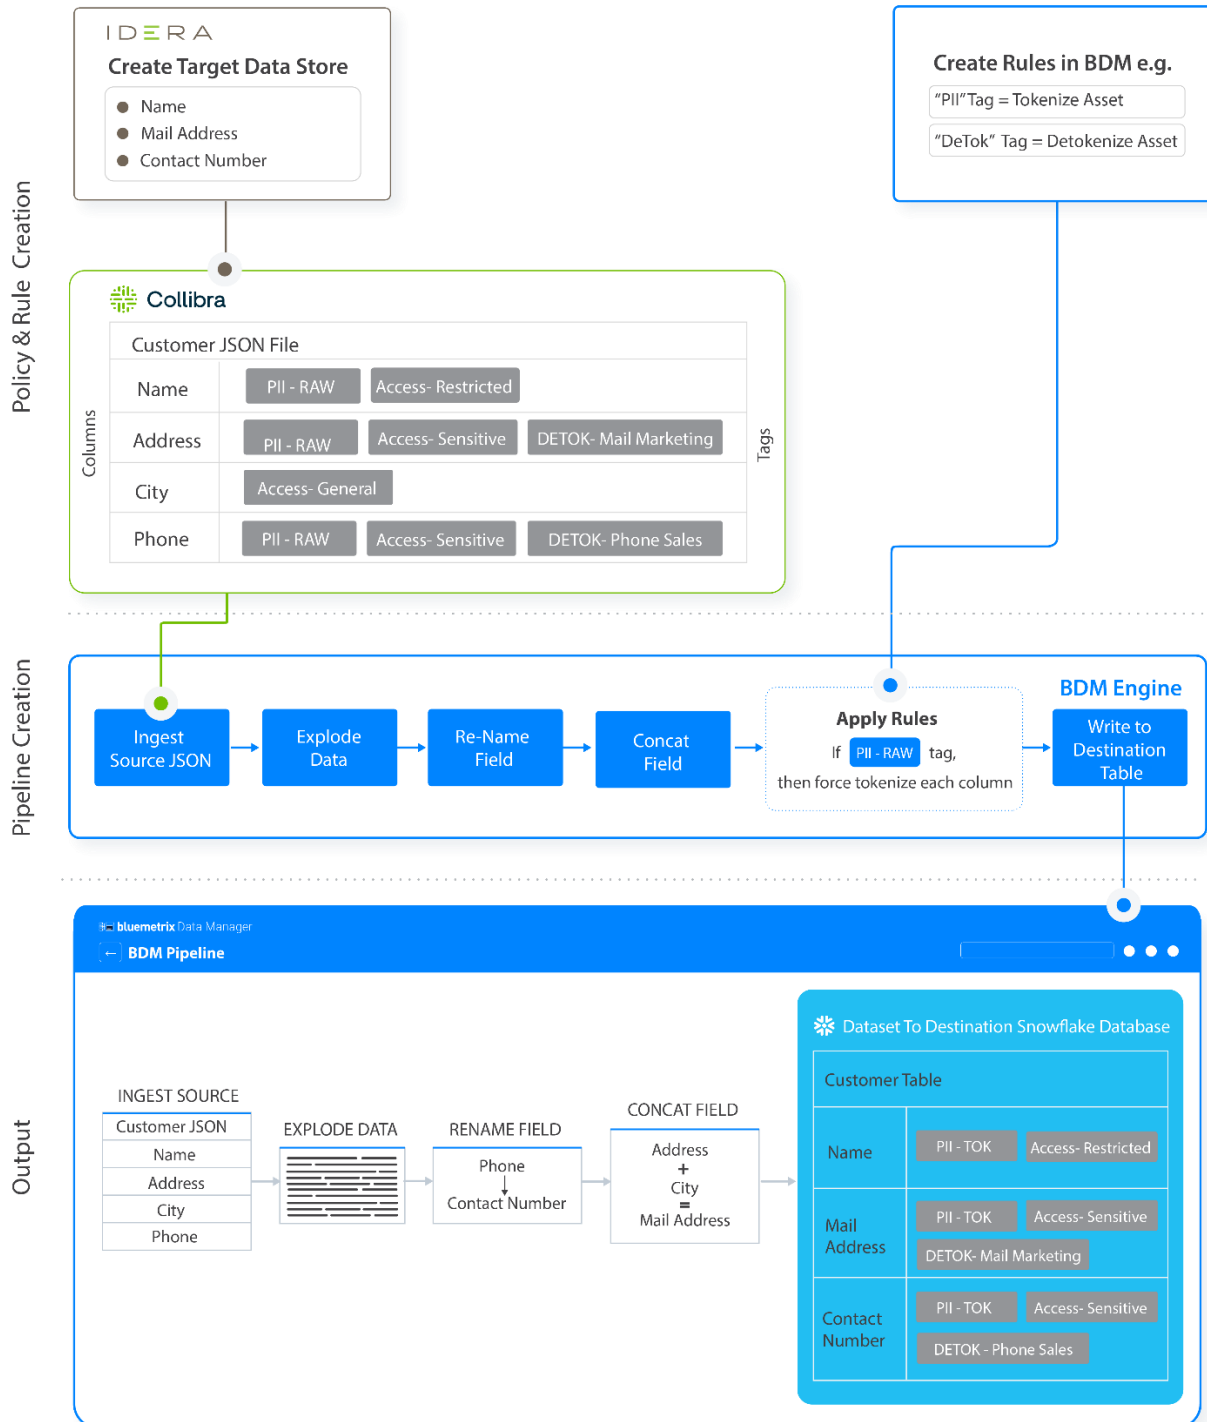 IDERA
Create Target Data Store
Name
Mail Address
Contact Number
Create Rules in BDM e.g.
“PII”Tag = Tokenize Asset
“DeTok” Tag = Detokenize Asset
Policy & Rule Creation
Collibra
Customer JSON File
Columns
Tags
Name
PII - RAW
Access- Restricted
Address
PII - RAW
Access- Sensitive
DETOK- Mail Marketing
City
Access- General
Phone
PII - RAW
Access- Sensitive
DETOK- Phone Sales
Pipeline Creation
BDM Engine
Ingest
Source JSON
Explode
Data
Re-Name
Field
Concat
Field
Apply Rules
If PII - RAW tag,
then force tokenize each column
Write to
Destination
Table
Output
bluemetrix Data Manager
← BDM Pipeline
INGEST SOURCE
Customer JSON
Name
Address
City
Phone
EXPLODE DATA
RENAME FIELD
Phone
Contact Number
CONCAT FIELD
Address
+
City
=
Mail Address
Dataset To Destination Snowflake Database
Customer Table
Name
PII - TOK
Access- Restricted
Mail
Address
PII - TOK
Access- Sensitive
DETOK- Mail Marketing
Contact
Number
PII - TOK
Access- Sensitive
DETOK - Phone Sales